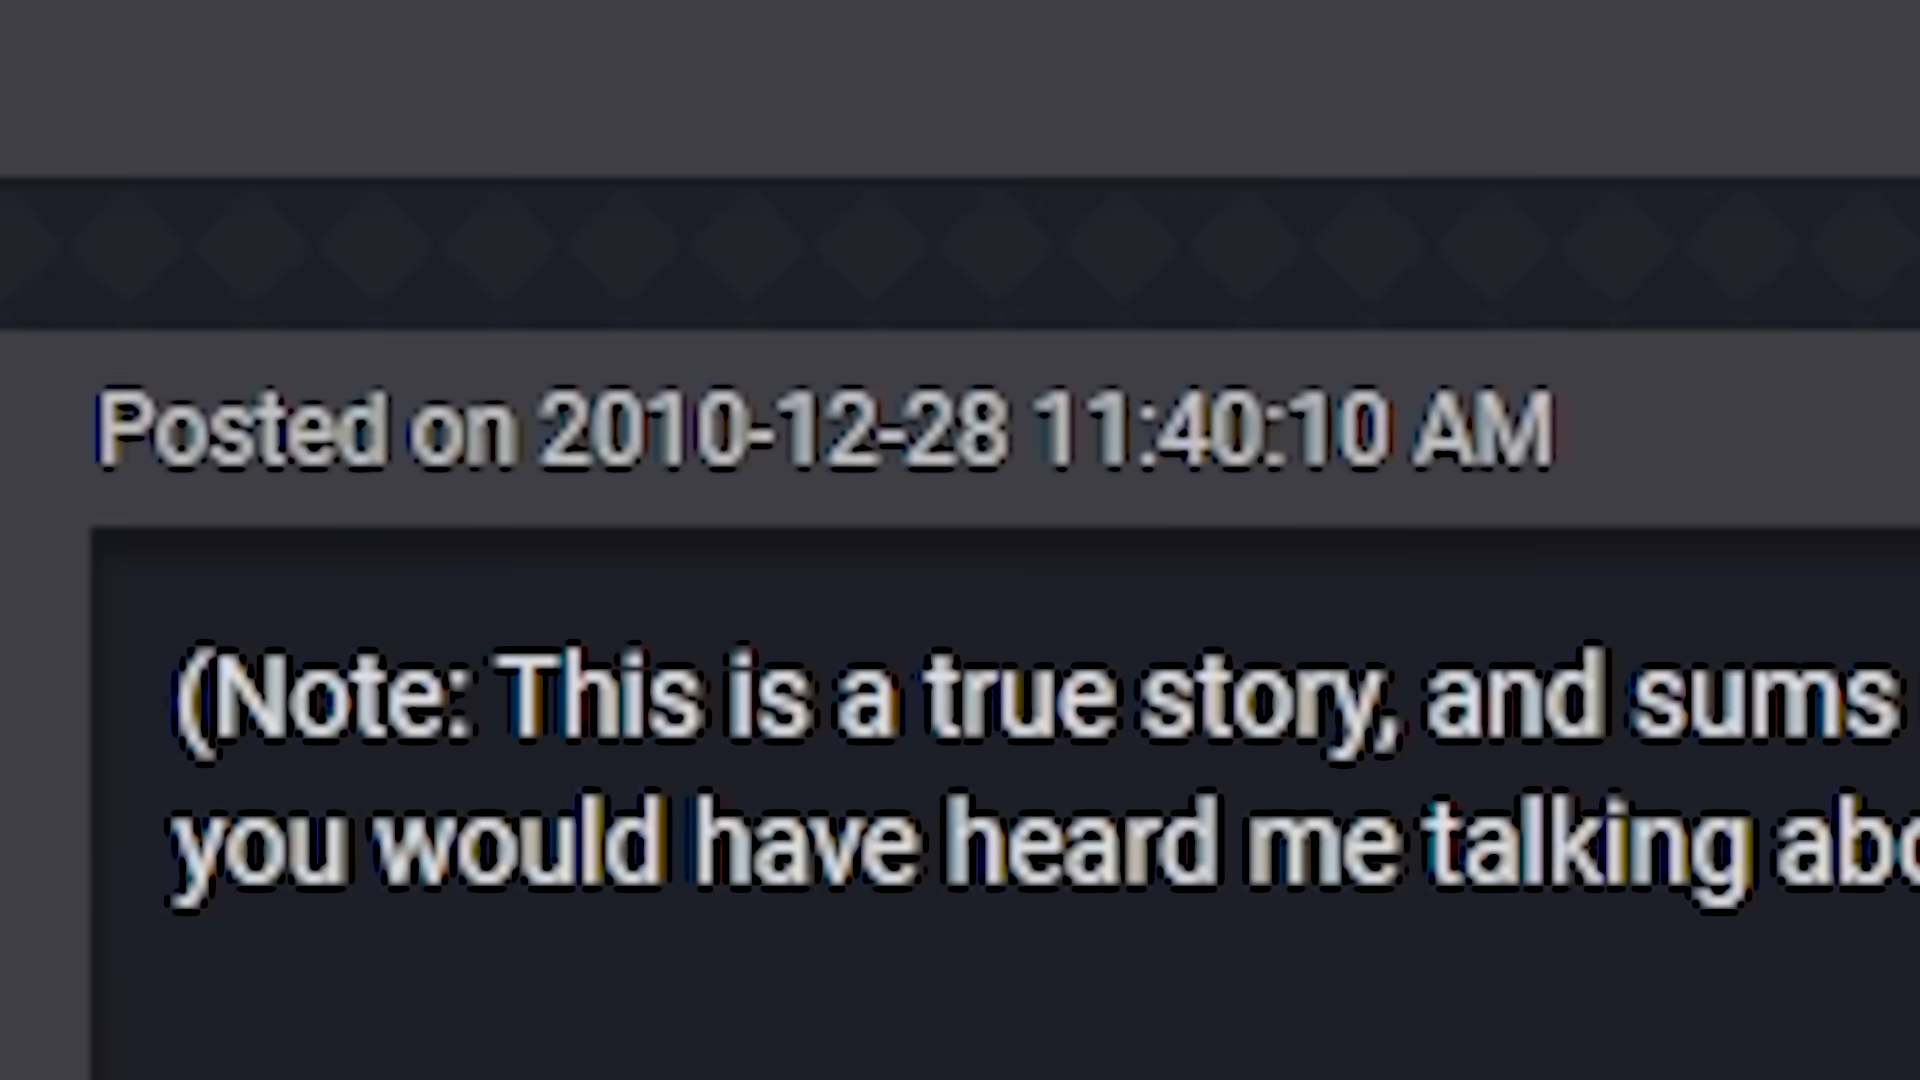 Posted on 2010-12-28 11:40:10 AM
(Note: This is a true story, and sums
you would have heard me talking